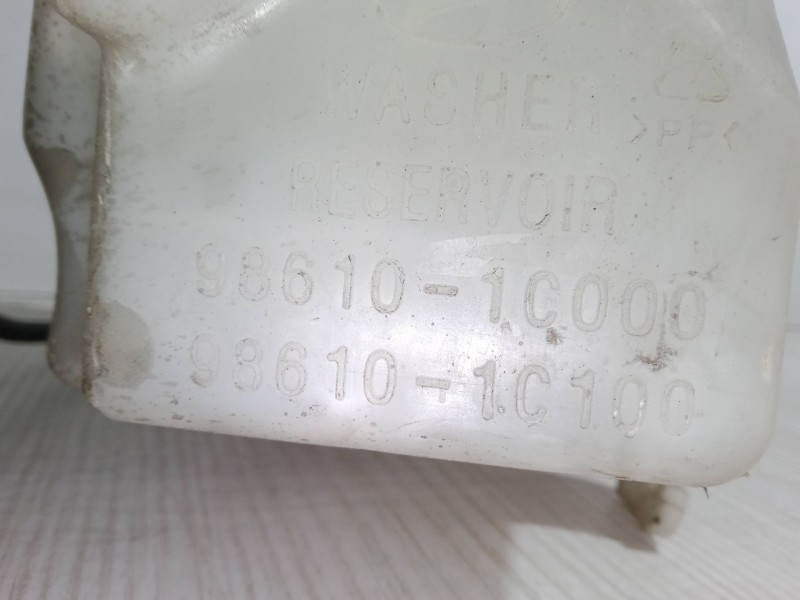 WASHER
>PP<
RESERVOIR
98610-1C000
98610-1C100